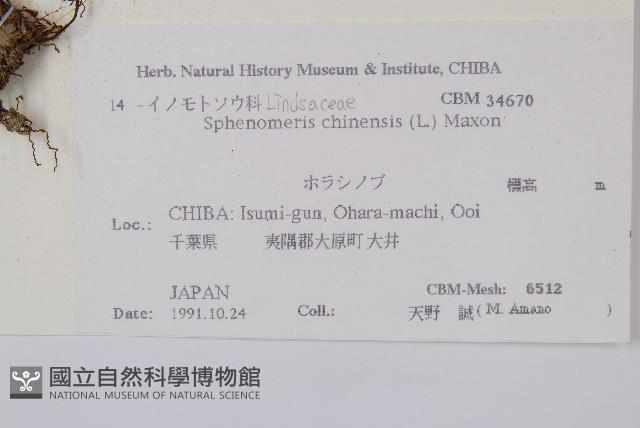 Herb. Natural History Museum & Institute, CHIBA
14 - イノモトソウ科 Lindsaceae CBM 34670
Sphenomeris chinensis (L.) Maxon
ホラシノブ 標高 m
Loc.: CHIBA: Isumi-gun, Ohara-machi, Ooi
千葉県 夷隅郡大原町大井
JAPAN CBM-Mesh: 6512
Date: 1991.10.24 Coll.: 天野 誠 ( M. Amano )
國立自然科學博物館
NATIONAL MUSEUM OF NATURAL SCIENCE